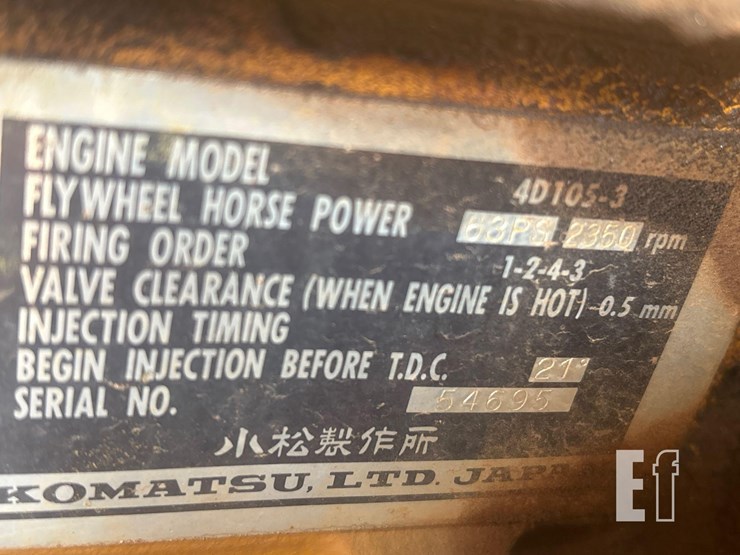 ENGINE MODEL 4D105-3
FLYWHEEL HORSE POWER 63PS 2350 rpm
FIRING ORDER 1-2-4-3
VALVE CLEARANCE (WHEN ENGINE IS HOT) 0.5 mm
INJECTION TIMING
BEGIN INJECTION BEFORE T.D.C. 21°
SERIAL NO. 54695
小松製作所
KOMATSU, LTD. JAPAN
Ef